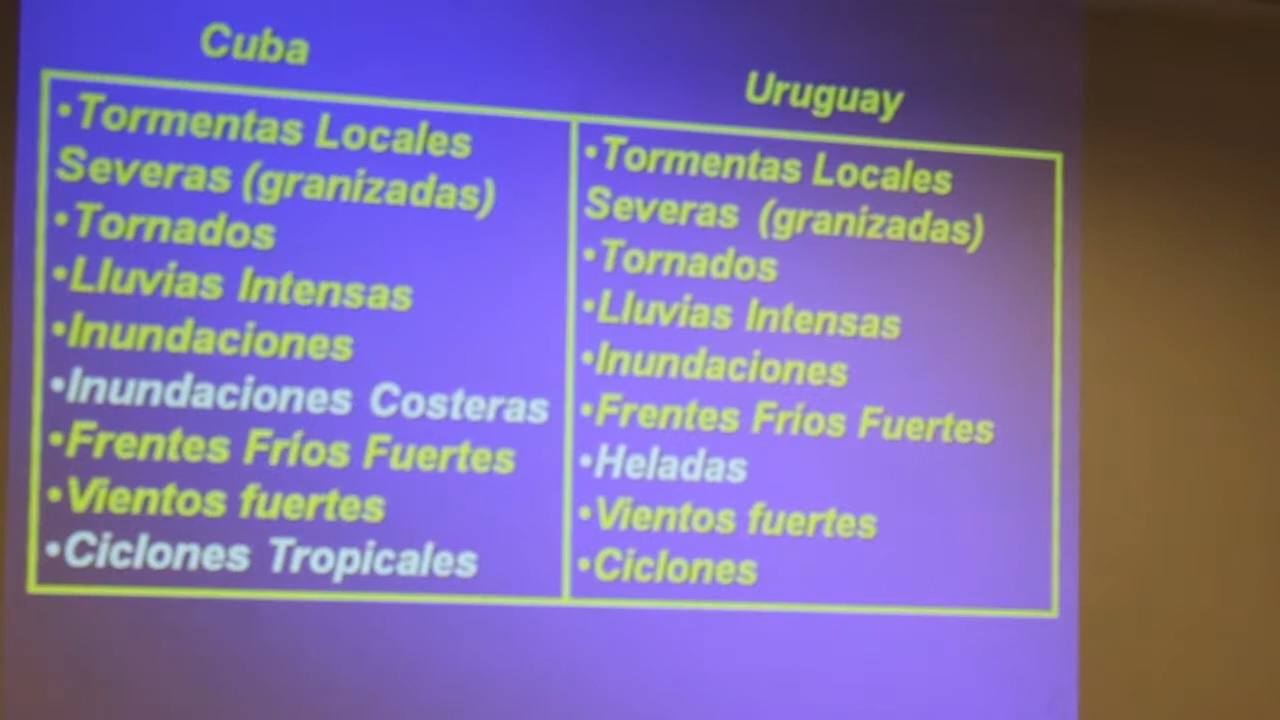 Cuba
•Tormentas Locales
Severas (granizadas)
•Tornados
•Lluvias Intensas
•Inundaciones
•Inundaciones Costeras
•Frentes Fríos Fuertes
•Vientos fuertes
•Ciclones Tropicales
Uruguay
•Tormentas Locales
Severas (granizadas)
•Tornados
•Lluvias Intensas
•Inundaciones
•Frentes Fríos Fuertes
•Heladas
•Vientos fuertes
•Ciclones